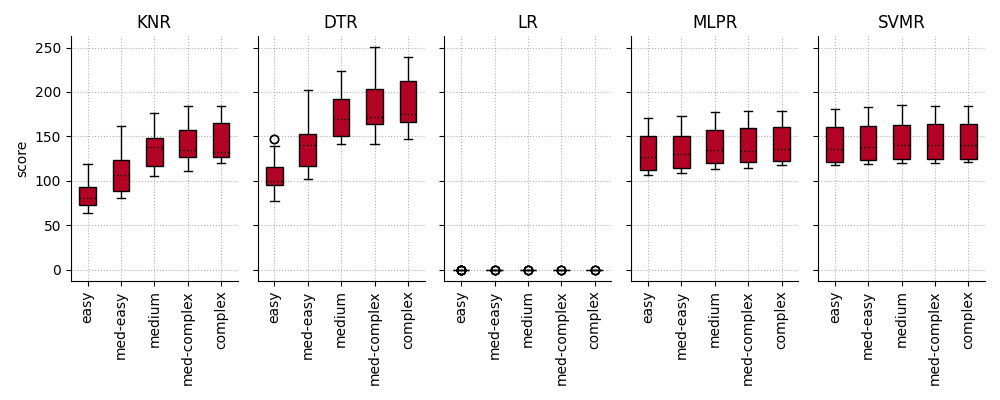 KNR DTR LR MLPR SVMR
score
250
200
150
100
50
0
easy med-easy medium med-complex complex easy med-easy medium med-complex complex easy med-easy medium med-complex complex easy med-easy medium med-complex complex easy med-easy medium med-complex complex